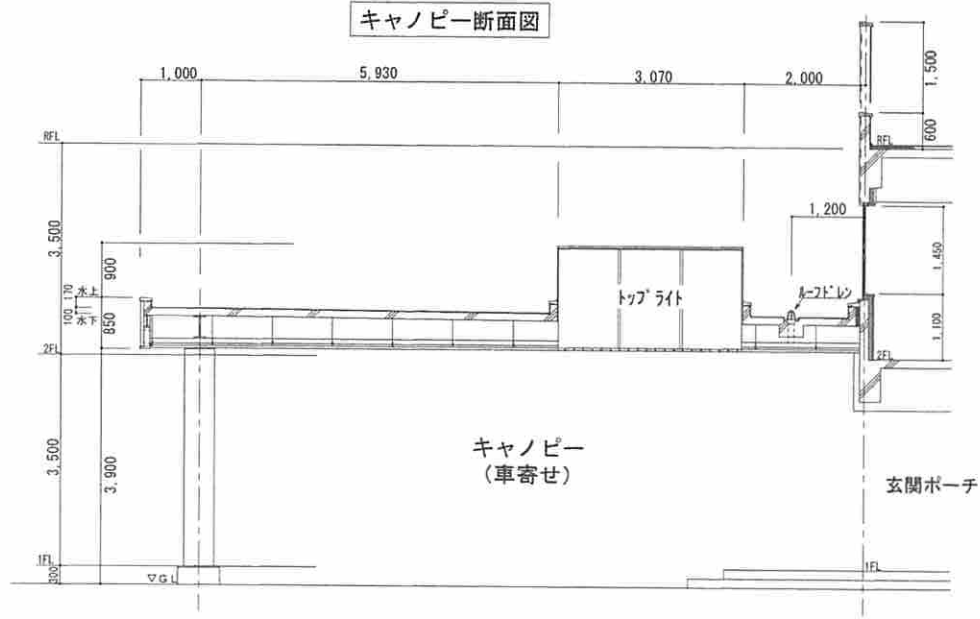 キャノピー断面図
1,000
5,930
3,070
2,000
1,500
600
RFL
RFL
1,200
3,500
900
170
水上
100
水下
850
トップライト
ルーフドレン
1,450
1,100
2FL
2FL
3,500
3,900
キャノピー
(車寄せ)
玄関ポーチ
1FL
1FL
300
▽GL